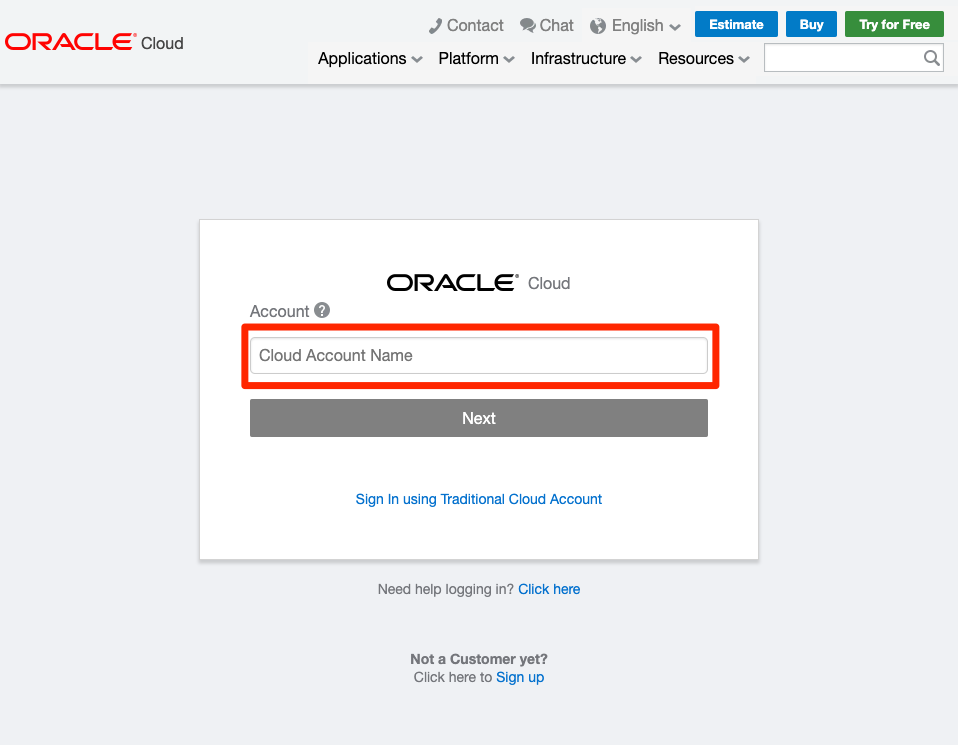 Contact Chat English Estimate Buy Try for Free
ORACLE® Cloud
Applications Platform Infrastructure Resources
ORACLE® Cloud
Account ?
Cloud Account Name
Next
Sign In using Traditional Cloud Account
Need help logging in? Click here
Not a Customer yet?
Click here to Sign up